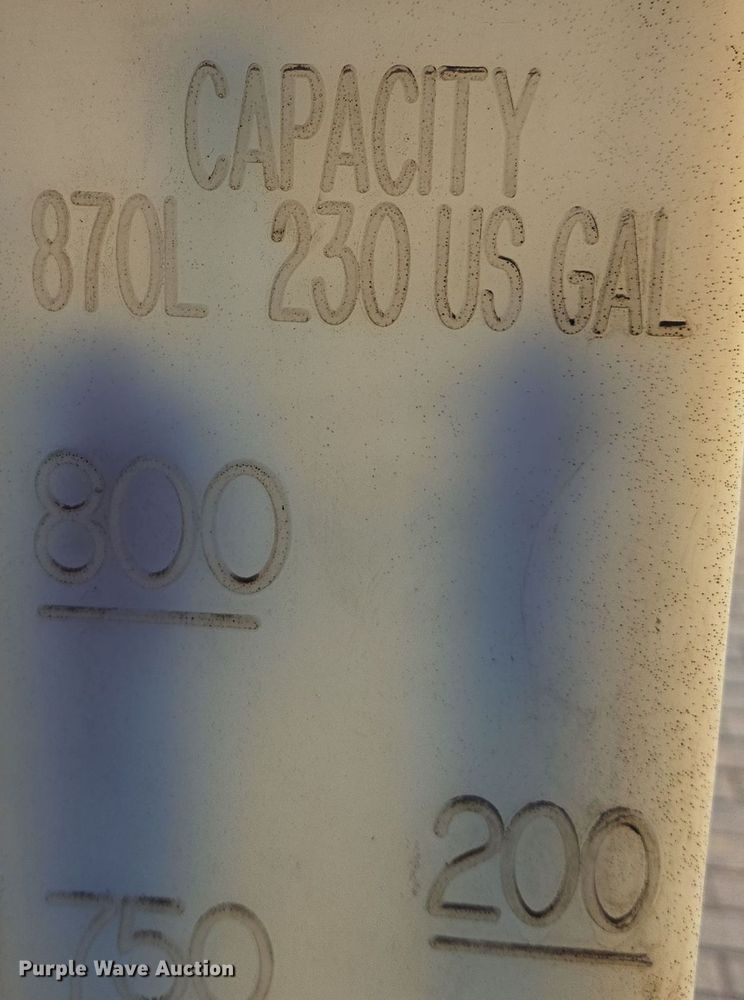 CAPACITY
870L 230 US GAL
800
200
750
Purple Wave Auction